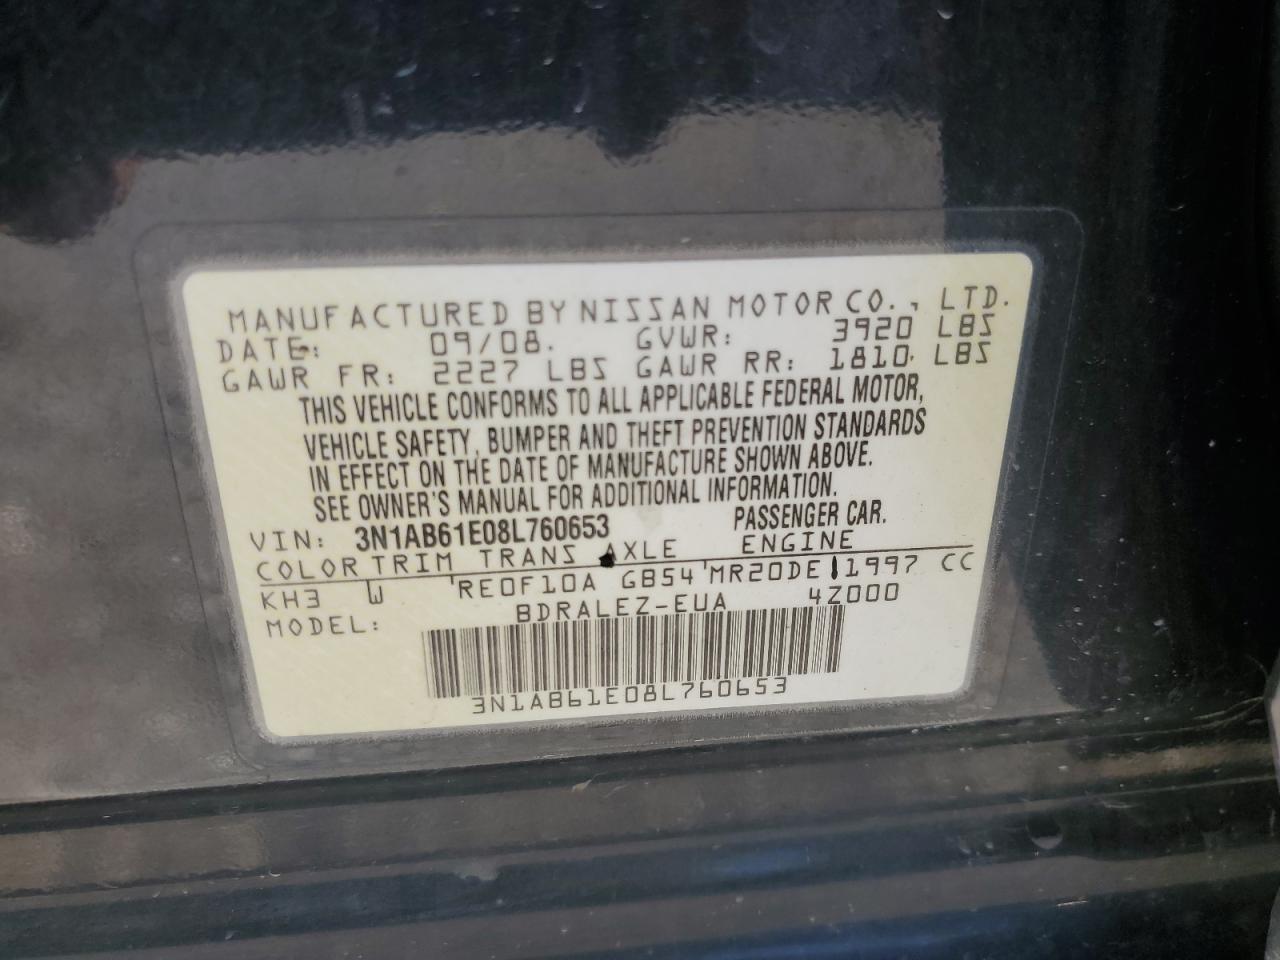 MANUFACTURED BY NISSAN MOTOR CO., LTD.
DATE: 09/08. GVWR: 3920 LBS
GAWR FR: 2227 LBS GAWR RR: 1810 LBS
THIS VEHICLE CONFORMS TO ALL APPLICABLE FEDERAL MOTOR,
VEHICLE SAFETY, BUMPER AND THEFT PREVENTION STANDARDS
IN EFFECT ON THE DATE OF MANUFACTURE SHOWN ABOVE.
SEE OWNER'S MANUAL FOR ADDITIONAL INFORMATION.
VIN: 3N1AB61E08L760653 PASSENGER CAR.
COLOR TRIM TRANS AXLE ENGINE
KH3 W RE0F10A GB54 MR20DE 1997 CC
MODEL: BDRALEZ-EUA 4Z000
3N1AB61E08L760653